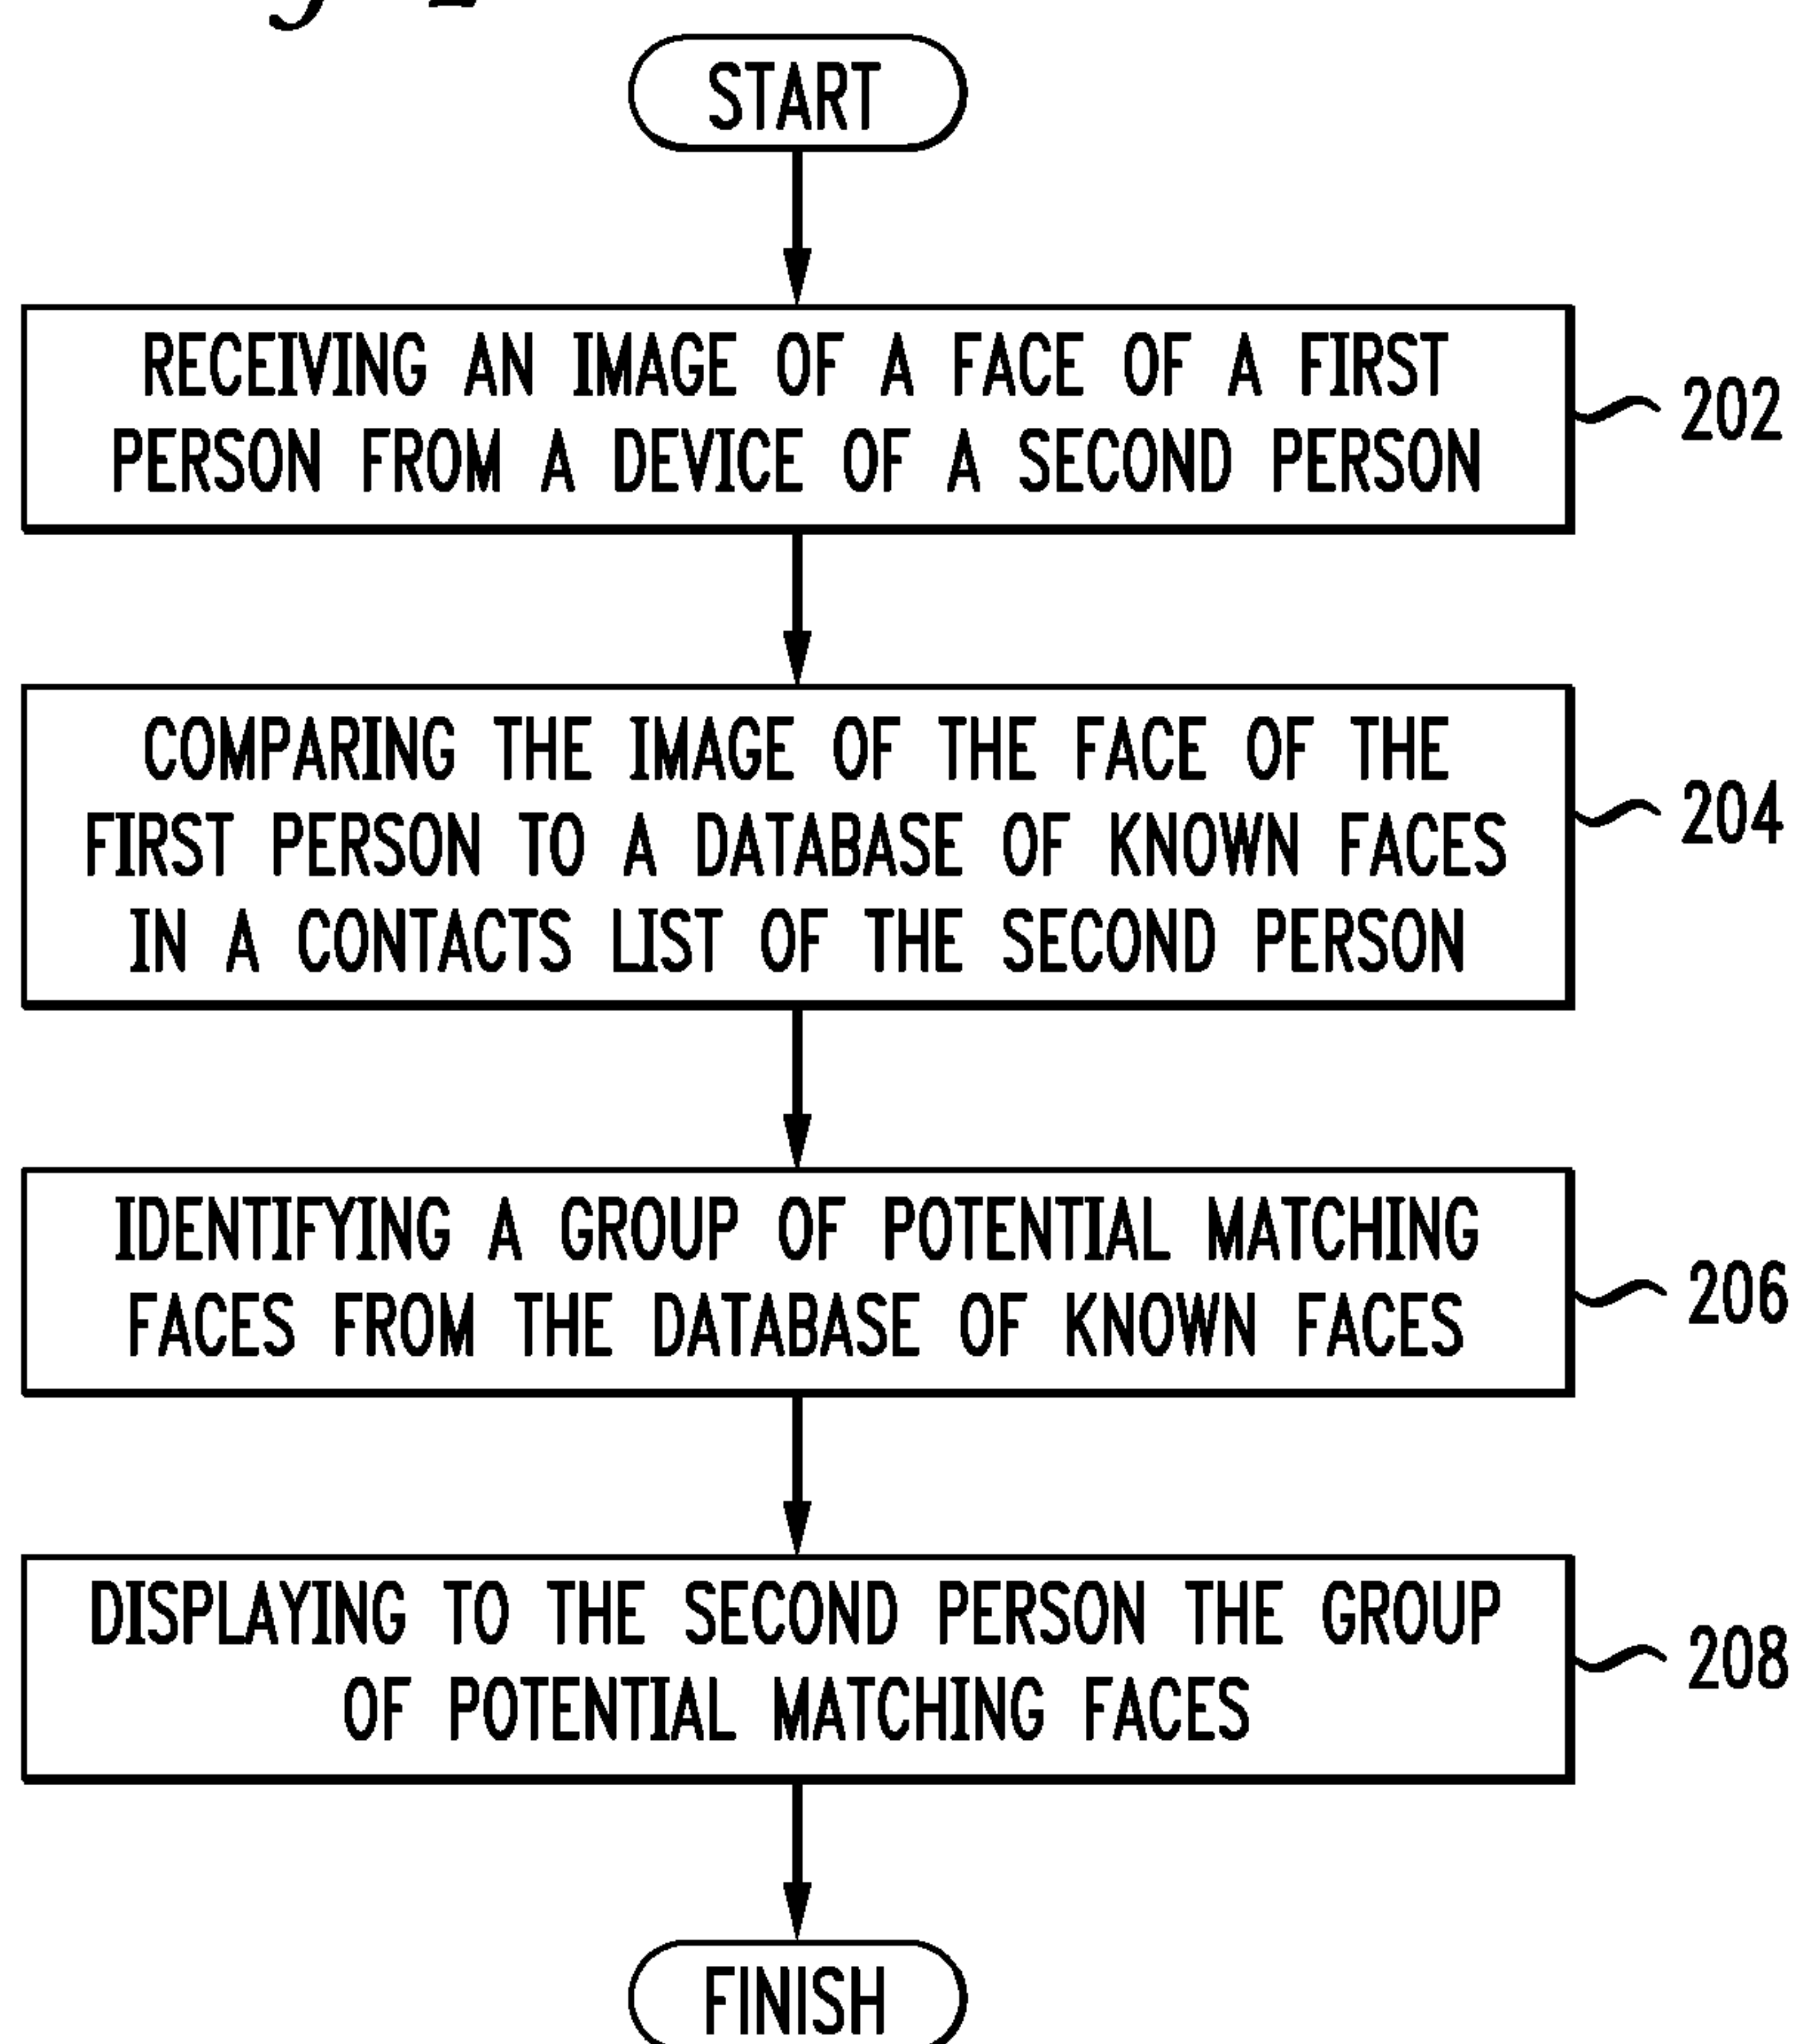 START
RECEIVING AN IMAGE OF A FACE OF A FIRST
PERSON FROM A DEVICE OF A SECOND PERSON
202
COMPARING THE IMAGE OF THE FACE OF THE
FIRST PERSON TO A DATABASE OF KNOWN FACES
IN A CONTACTS LIST OF THE SECOND PERSON
204
IDENTIFYING A GROUP OF POTENTIAL MATCHING
FACES FROM THE DATABASE OF KNOWN FACES
206
DISPLAYING TO THE SECOND PERSON THE GROUP
OF POTENTIAL MATCHING FACES
208
FINISH